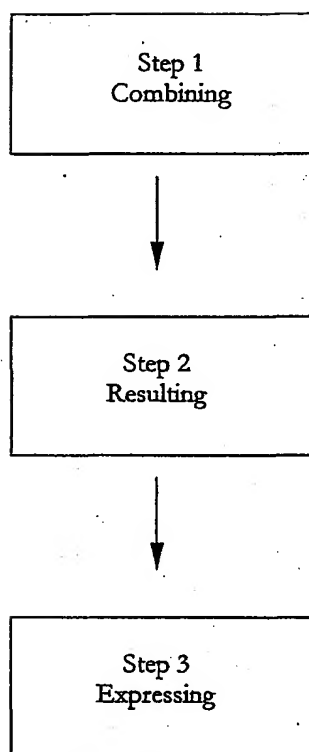 Step 1
Combining
Step 2
Resulting
Step 3
Expressing